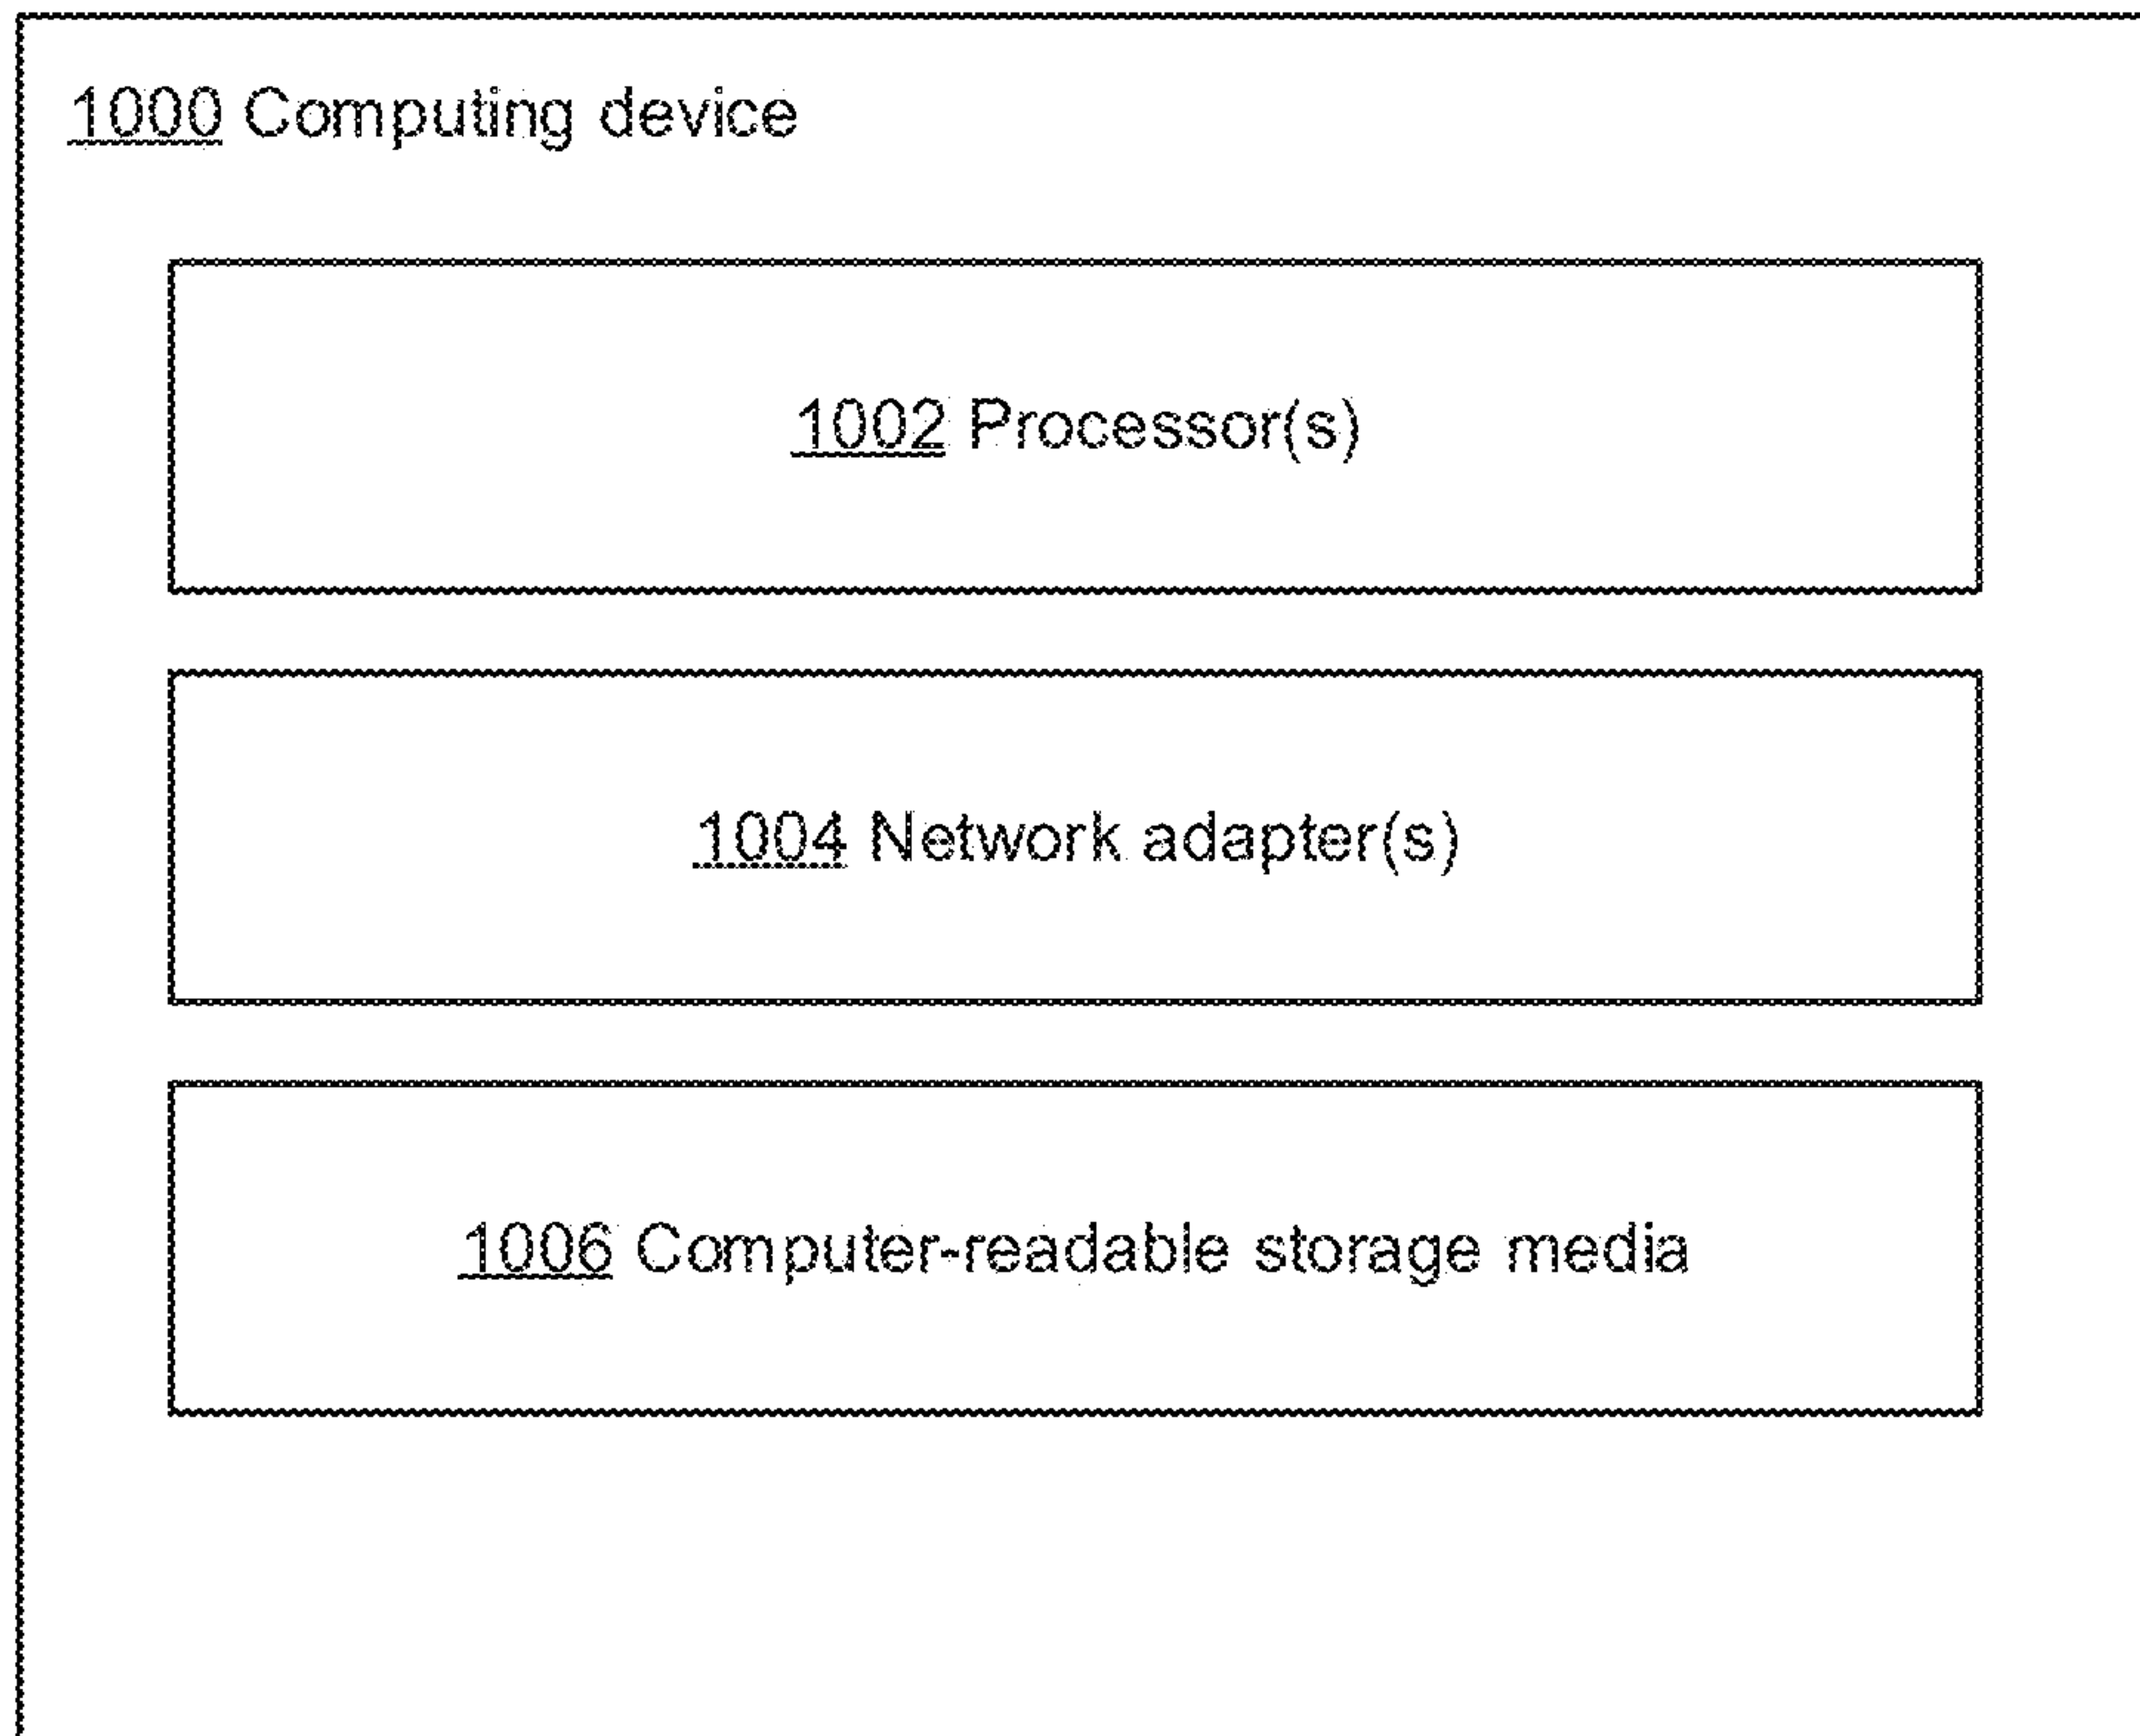 1000 Computing device
1002 Processor(s)
1004 Network adapter(s)
1006 Computer-readable storage media